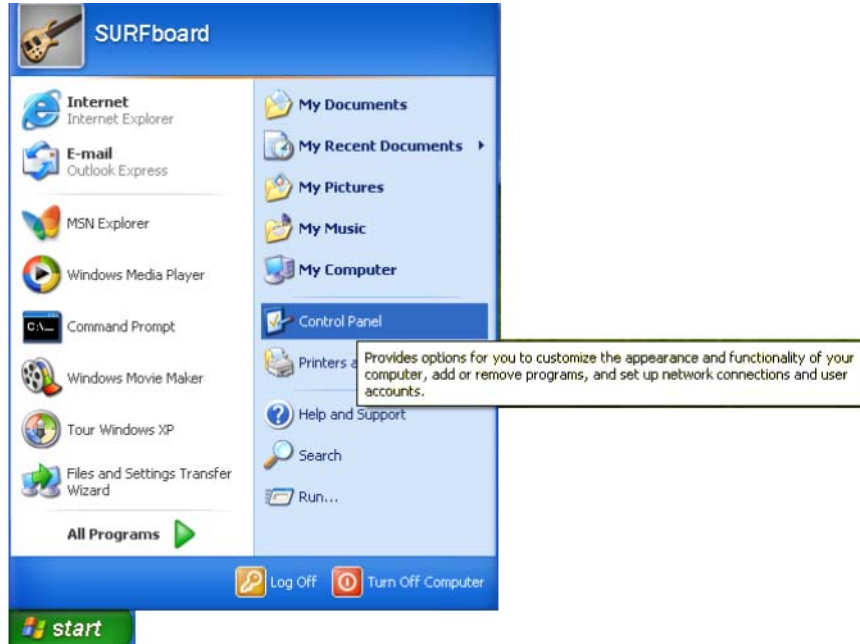 SURFboard
Internet
Internet Explorer
E-mail
Outlook Express
MSN Explorer
Windows Media Player
C:\_
Command Prompt
Windows Movie Maker
Tour Windows XP
Files and Settings Transfer
Wizard
All Programs
My Documents
My Recent Documents
My Pictures
My Music
My Computer
Control Panel
Printers a
Provides options for you to customize the appearance and functionality of your
computer, add or remove programs, and set up network connections and user
accounts.
Help and Support
Search
Run...
Log Off
Turn Off Computer
start